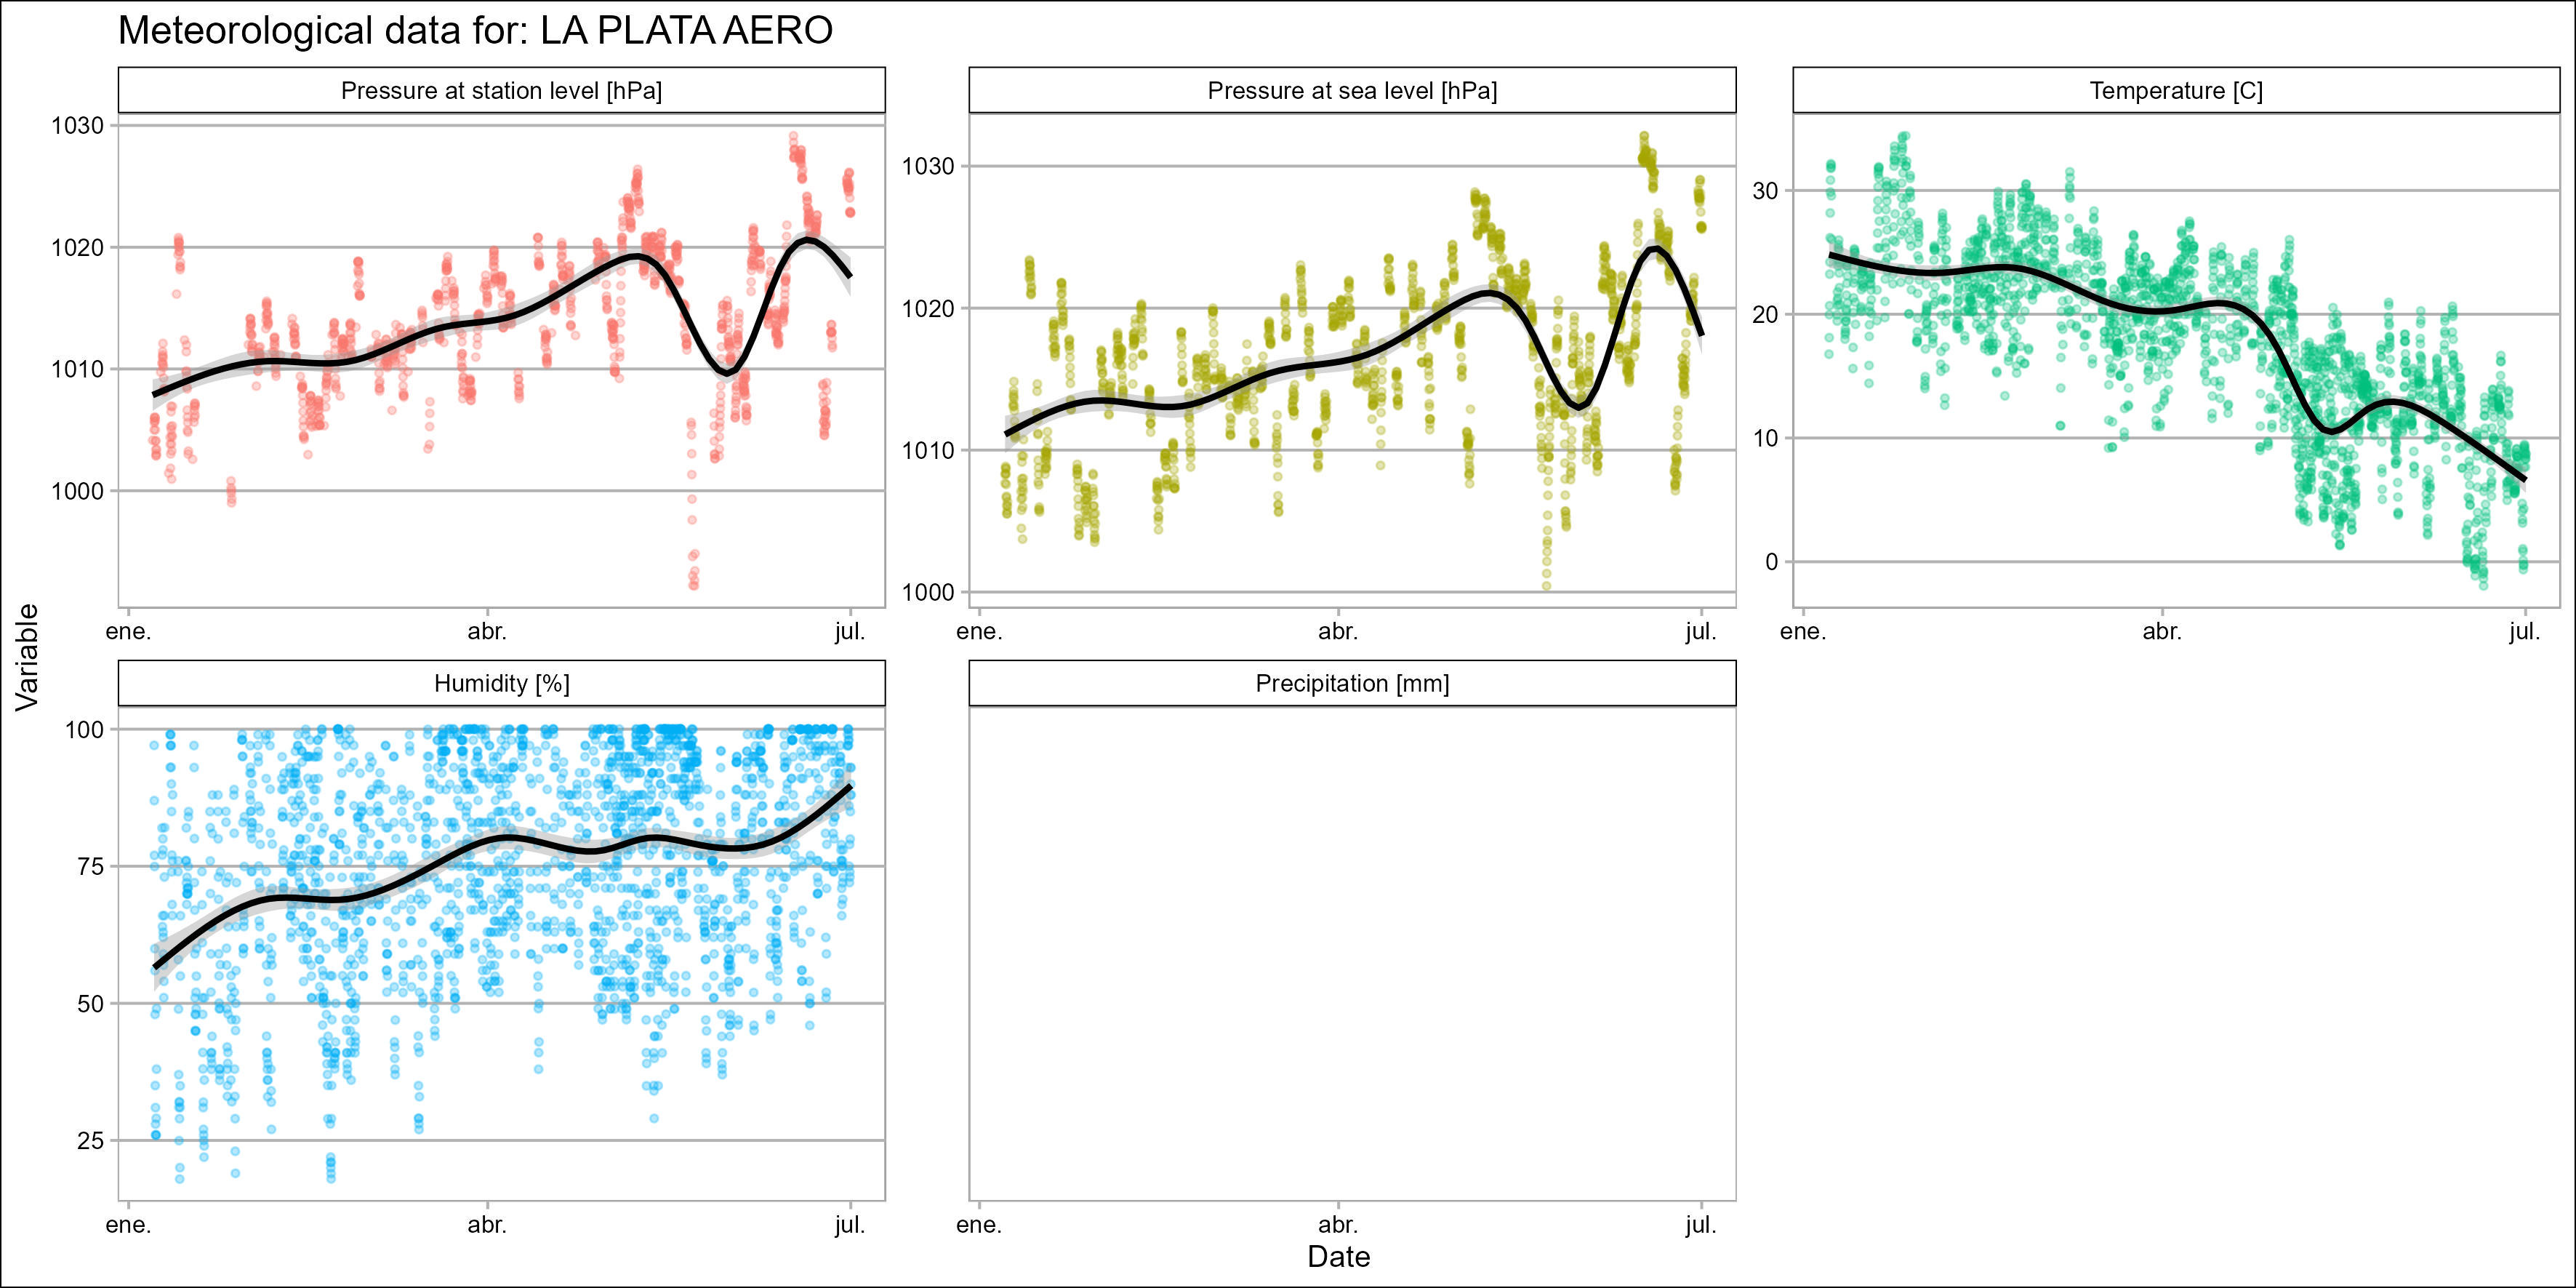 Meteorological data for: LA PLATA AERO
Pressure at station level [hPa]
Pressure at sea level [hPa]
Temperature [C]
1030
1020
1010
1000
1030
1020
1010
1000
30
20
10
0
ene. abr. jul.
ene. abr. jul.
ene. abr. jul.
Variable
Humidity [%]
Precipitation [mm]
100
75
50
25
ene. abr. jul.
ene. abr. jul.
Date